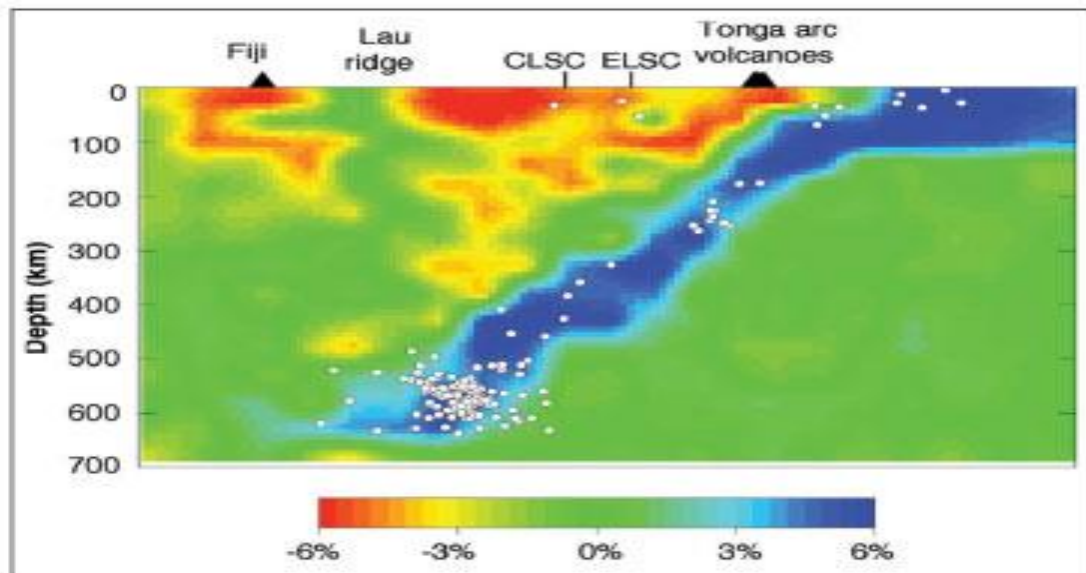 Fiji
Lau
ridge
CLSC ELSC
Tonga arc
volcanoes
Depth (km)
0
100
200
300
400
500
600
700
-6% -3% 0% 3% 6%